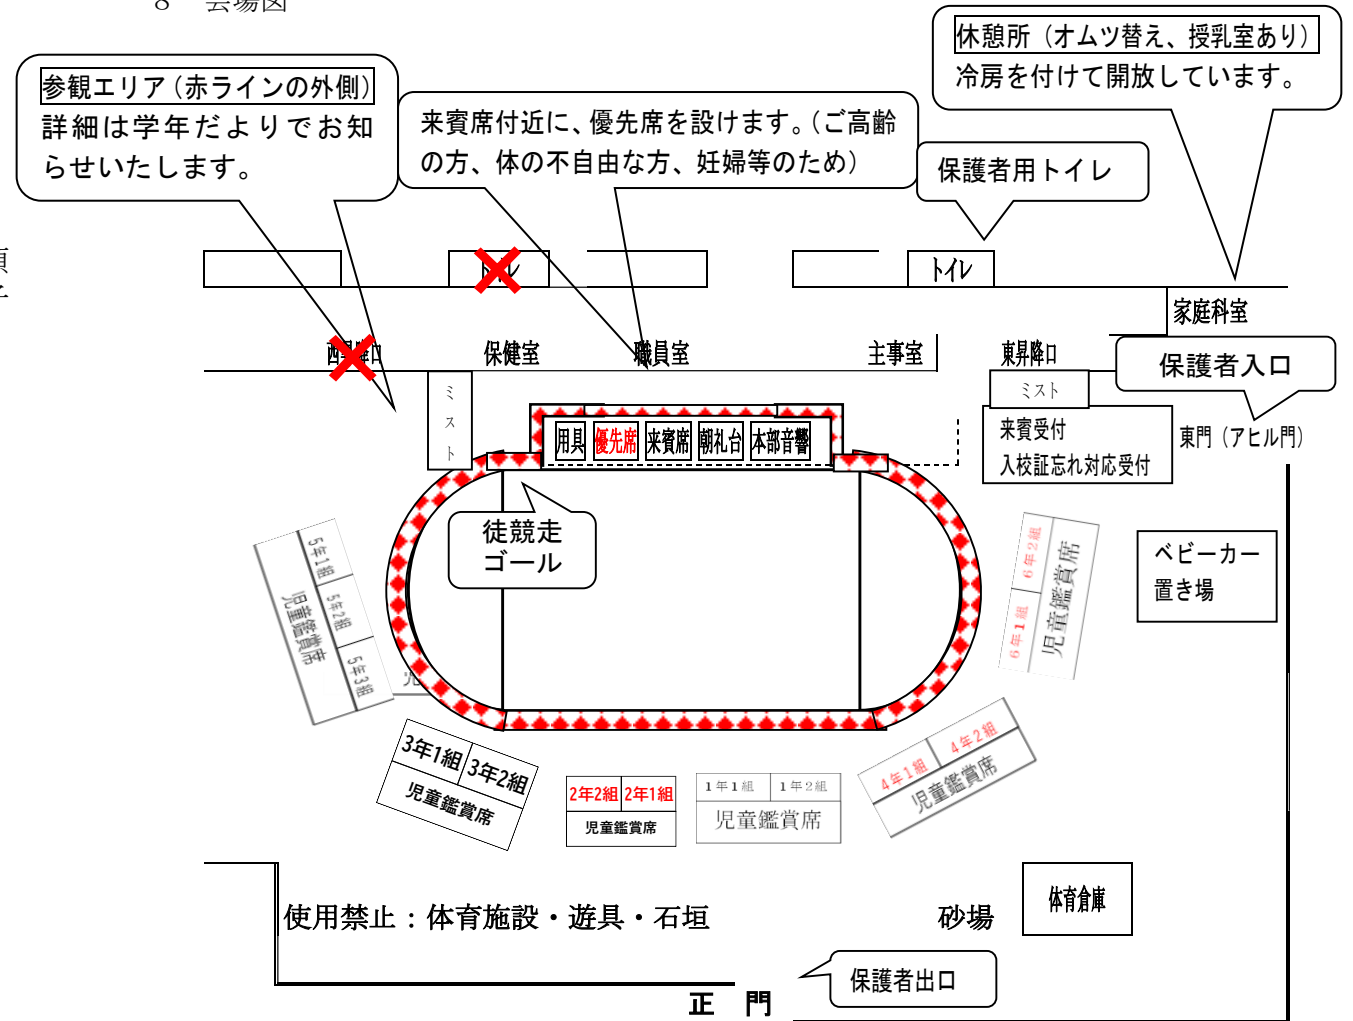 8 会場図
休憩所（オムツ替え、授乳室あり）
冷房を付けて開放しています。
参観エリア（赤ラインの外側）
詳細は学年だよりでお知
らせいたします。
来賓席付近に、優先席を設けます。（ご高齢
の方、体の不自由な方、妊婦等のため）
保護者用トイレ
トイレ
トイレ
家庭科室
西昇降口
保健室
職員室
主事室
東昇降口
保護者入口
ミスト
ミスト
用具
優先席
来賓席
朝礼台
本部音響
来賓受付
入校証忘れ対応受付
東門（アヒル門）
徒競走
ゴール
ベビーカー
置き場
5年1組
5年2組
5年3組
児童鑑賞席
6年2組
6年1組
児童鑑賞席
3年1組
3年2組
児童鑑賞席
2年2組
2年1組
児童鑑賞席
1年1組
1年2組
児童鑑賞席
4年1組
4年2組
児童鑑賞席
使用禁止：体育施設・遊具・石垣
砂場
体育倉庫
保護者出口
正 門